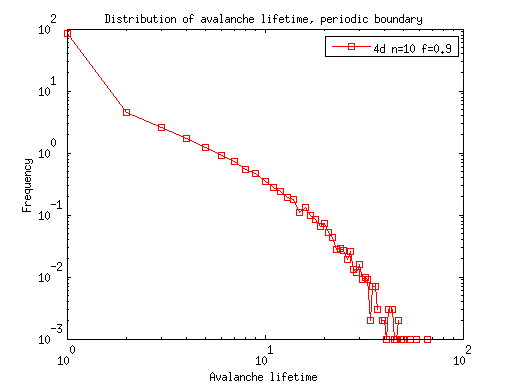 Distribution of avalanche lifetime, periodic boundary
4d n=10 f=0.9
Frequency
10^2
10^1
10^0
10^-1
10^-2
10^-3
10^0
10^1
10^2
Avalanche lifetime